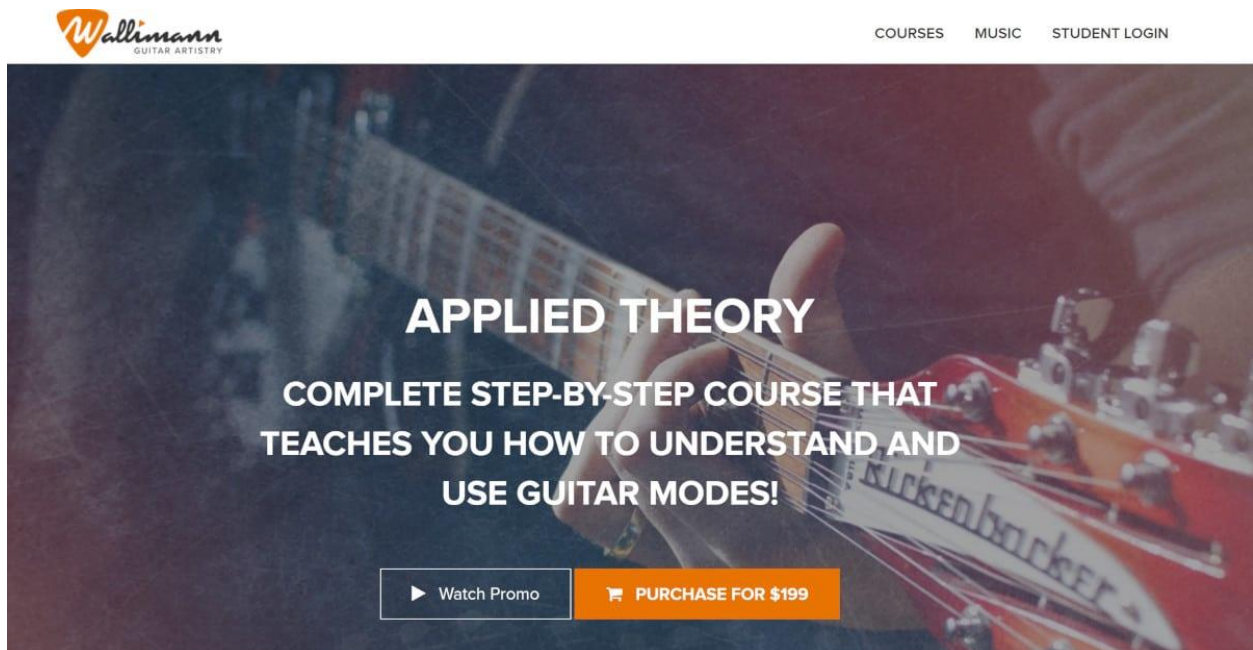 Wallimann
GUITAR ARTISTRY
COURSES MUSIC STUDENT LOGIN
APPLIED THEORY
COMPLETE STEP-BY-STEP COURSE THAT
TEACHES YOU HOW TO UNDERSTAND AND
USE GUITAR MODES!
Rickenbacker
Watch Promo PURCHASE FOR $199